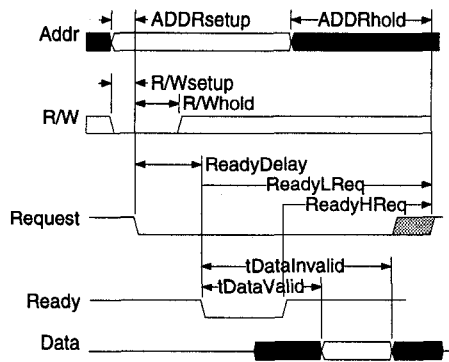 ADDRsetup ADDRhold
Addr
R/Wsetup
R/Whold
R/W
ReadyDelay
ReadyLReq
ReadyHReq
Request
tDataInvalid
tDataValid
Ready
Data